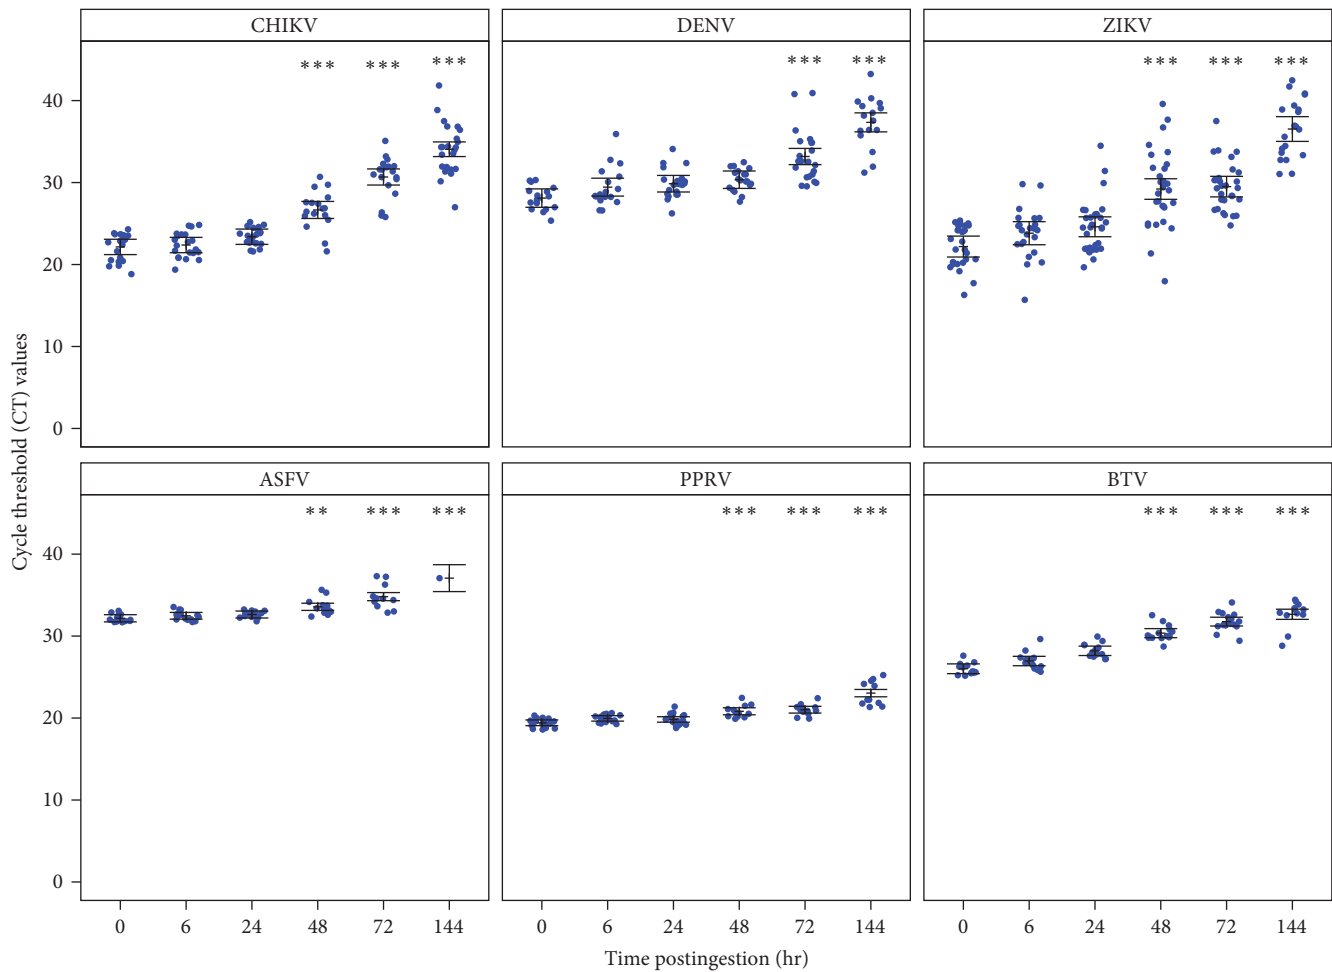 CHIKV DENV ZIKV
*** *** *** *** *** *** *** ***
40
30
20
10
0
ASFV PPRV BTV
** *** *** *** *** *** *** *** ***
40
30
20
10
0
0 6 24 48 72 144 0 6 24 48 72 144 0 6 24 48 72 144
Time postingestion (hr)
Cycle threshold (CT) values